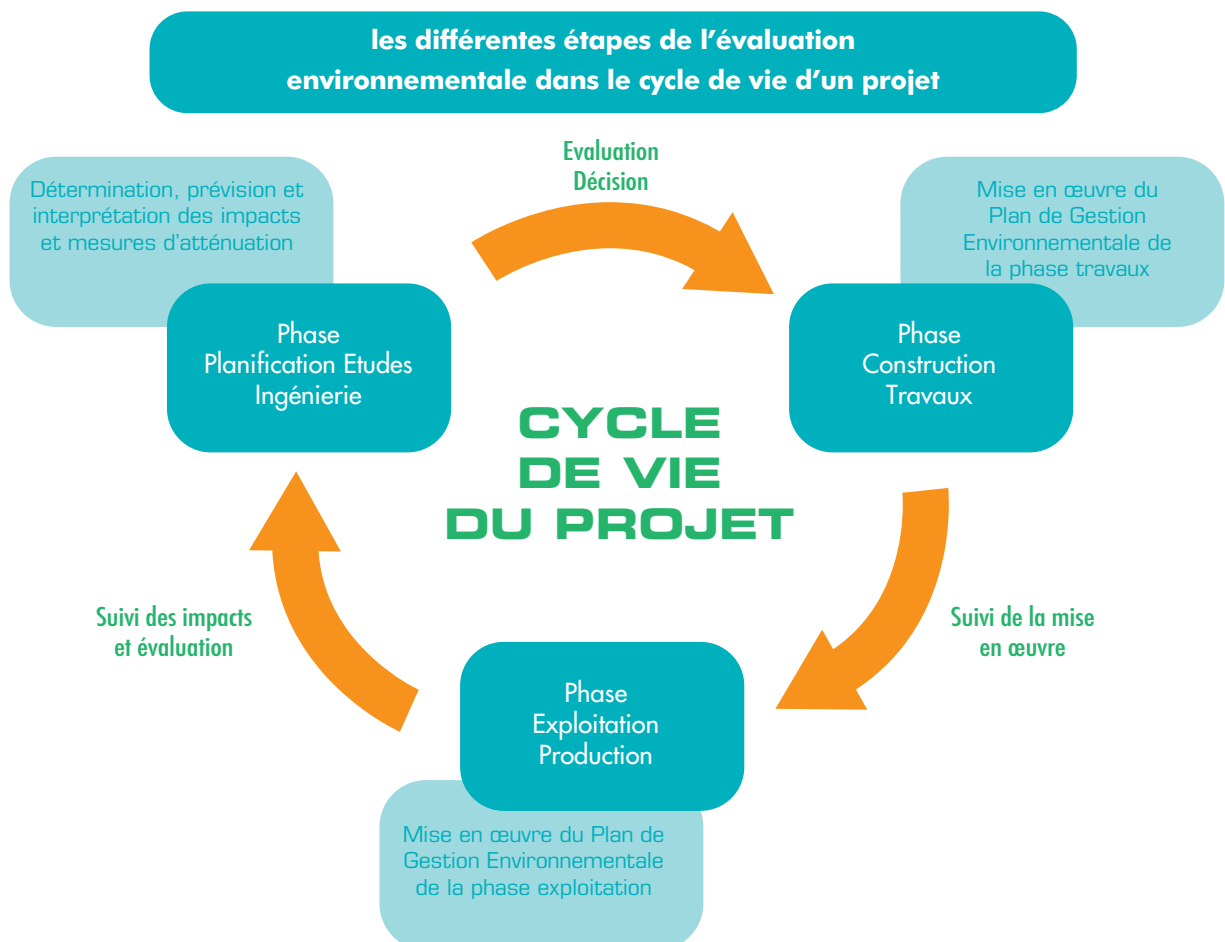 les différentes étapes de l’évaluation
environnementale dans le cycle de vie d’un projet
Evaluation
Décision
Détermination, prévision et
interprétation des impacts
et mesures d'atténuation
Mise en œuvre du
Plan de Gestion
Environnementale de
la phase travaux
Phase
Planification Etudes
Ingénierie
Phase
Construction
Travaux
CYCLE
DE VIE
DU PROJET
Suivi des impacts
et évaluation
Suivi de la mise
en œuvre
Phase
Exploitation
Production
Mise en œuvre du Plan de
Gestion Environnementale
de la phase exploitation